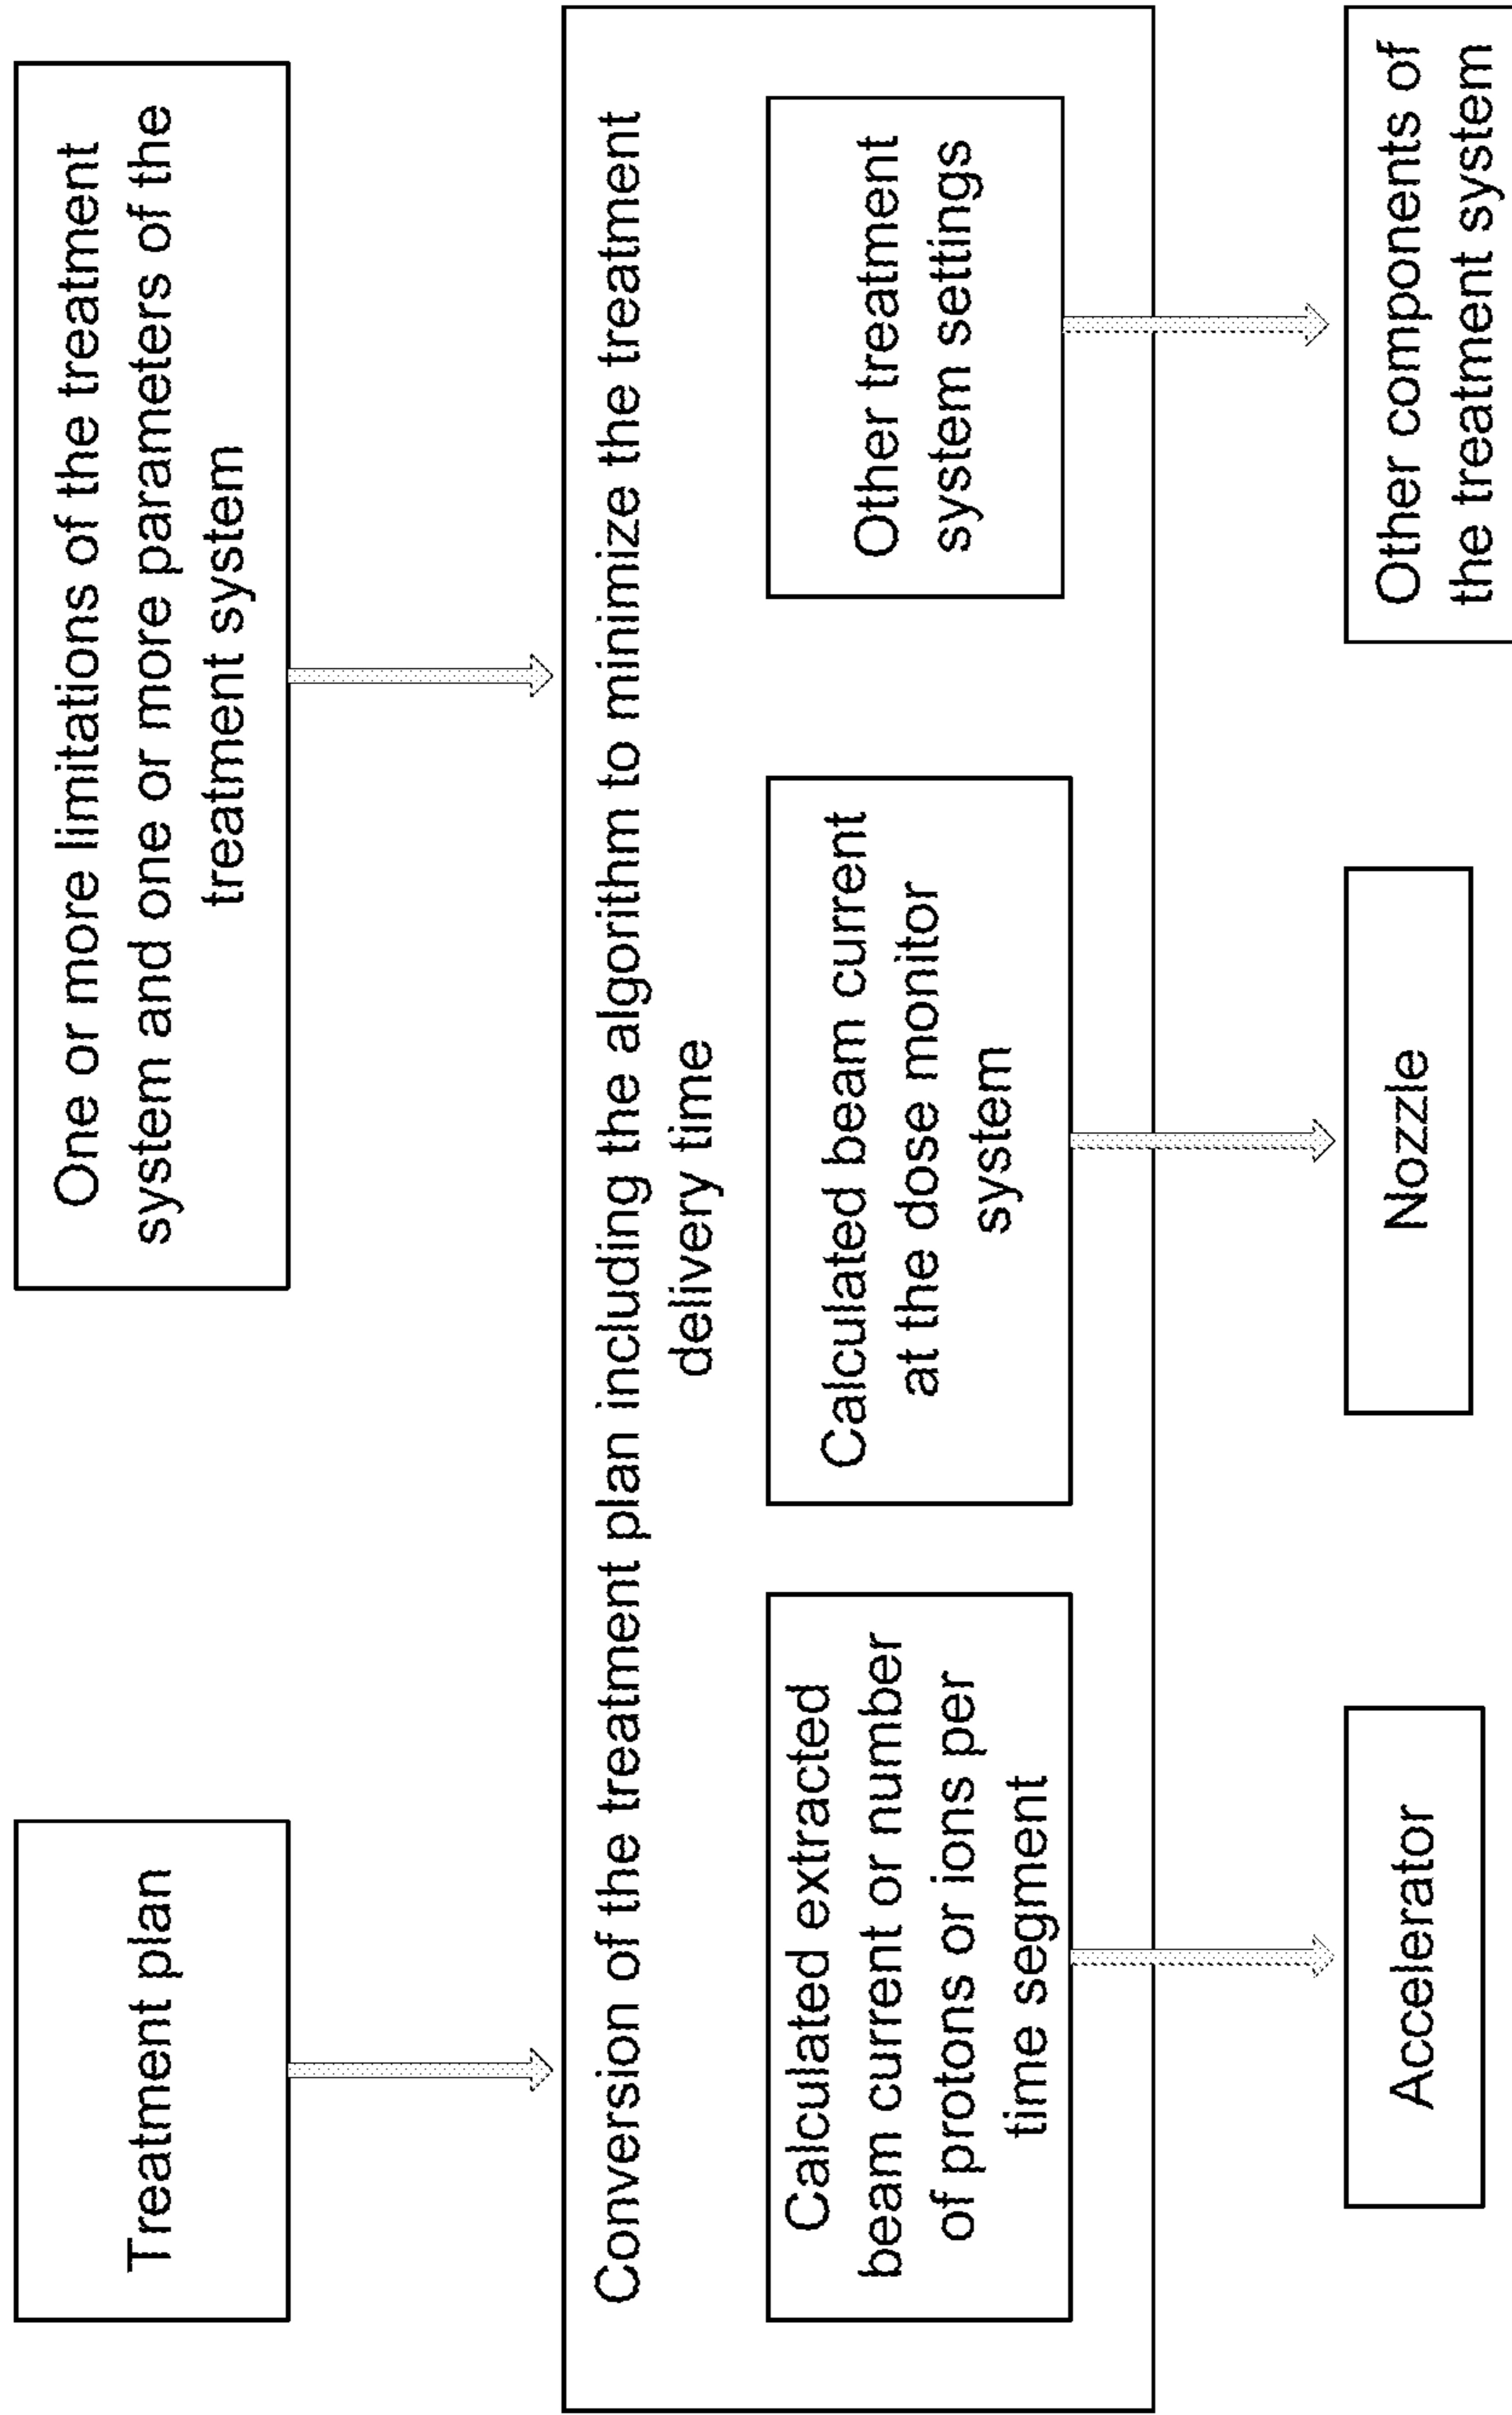 Treatment plan
One or more limitations of the treatment
system and one or more parameters of the
treatment system
Conversion of the treatment plan including the algorithm to minimize the treatment
delivery time
Calculated extracted
beam current or number
of protons or ions per
time segment
Calculated beam current
at the dose monitor
system
Other treatment
system settings
Accelerator
Nozzle
Other components of
the treatment system